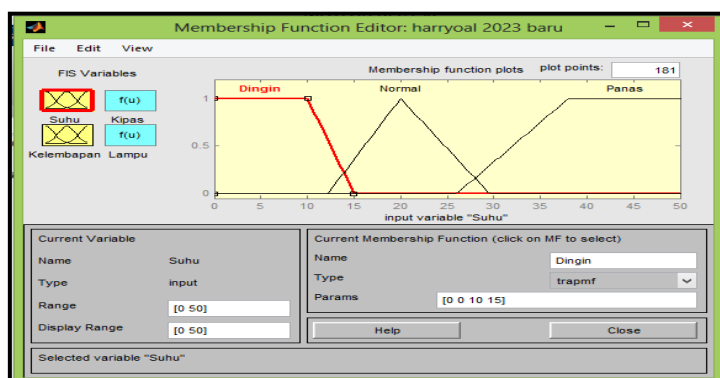 Membership Function Editor: harryoal 2023 baru
File Edit View
FIS Variables
f(u)
Suhu Kipas
f(u)
Kelembapan Lampu
Membership function plots plot points: 181
Dingin Normal Panas
1
0.5
0
0 5 10 15 20 25 30 35 40 45 50
input variable "Suhu"
Current Variable
Name Suhu
Type input
Range [0 50]
Display Range [0 50]
Current Membership Function (click on MF to select)
Name Dingin
Type trapmf
Params [0 0 10 15]
Help Close
Selected variable "Suhu"